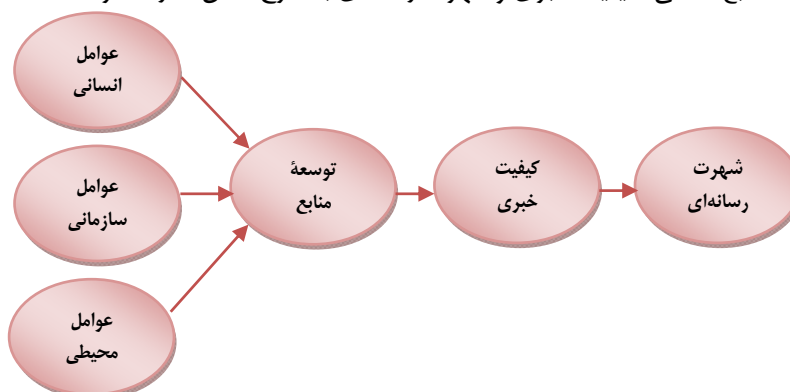 عوامل
انسانی
عوامل
سازمانی
عوامل
محیطی
توسعهٔ
منابع
کیفیت
خبری
شهرت
رسانه‌ای